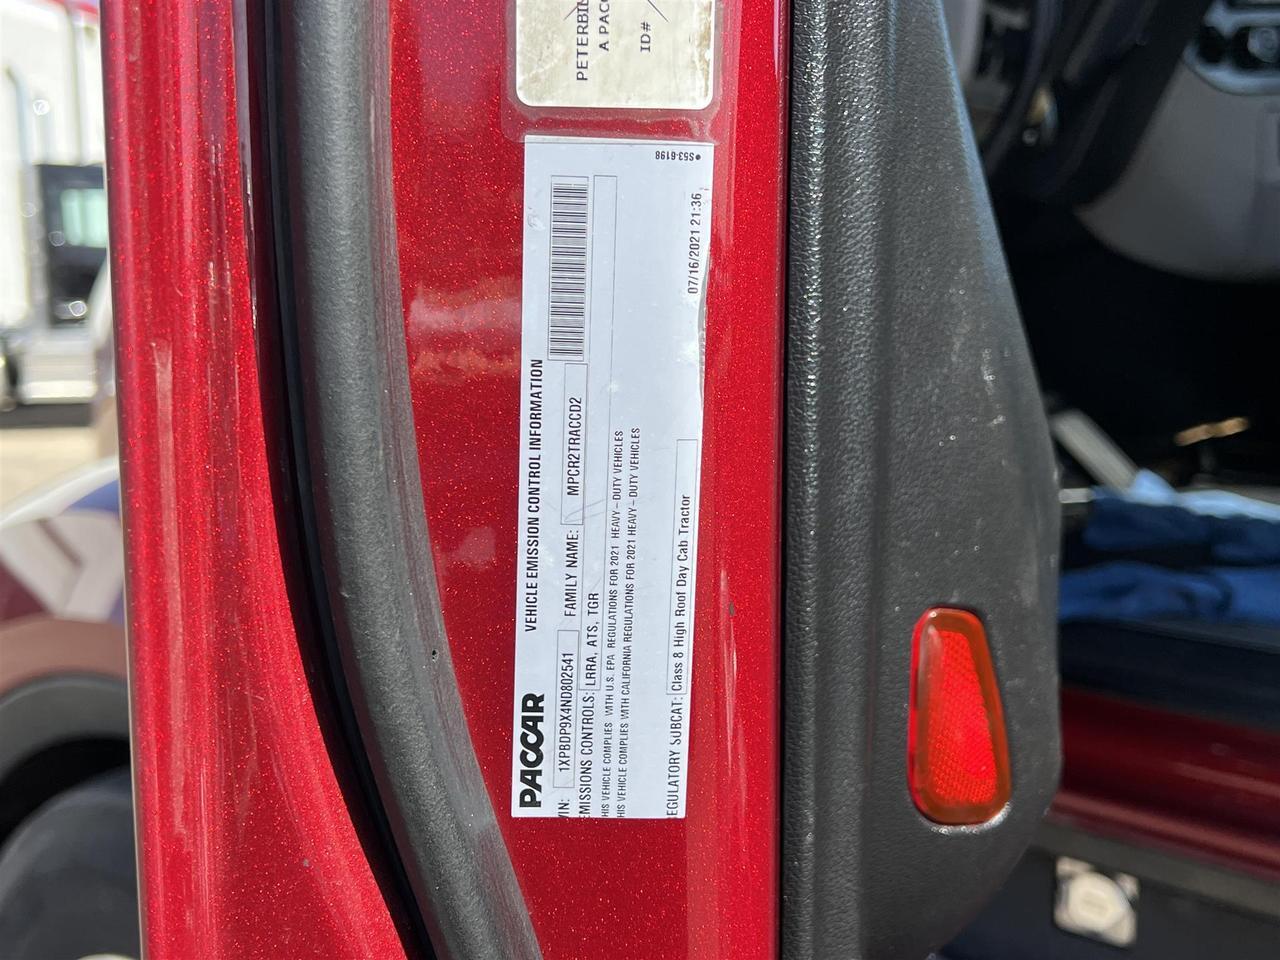 PETERBIL
A PAC
ID#
S53-6198
PACCAR
VEHICLE EMISSION CONTROL INFORMATION
VIN: 1XPBDP9X4ND802541 FAMILY NAME: MPCR2TRACCD2
EMISSIONS CONTROLS: LRRA, ATS, TGR
HIS VEHICLE COMPLIES WITH U.S. EPA REGULATIONS FOR 2021 HEAVY-DUTY VEHICLES
HIS VEHICLE COMPLIES WITH CALIFORNIA REGULATIONS FOR 2021 HEAVY-DUTY VEHICLES
EGULATORY SUBCAT: Class 8 High Roof Day Cab Tractor
07/16/2021 21:36